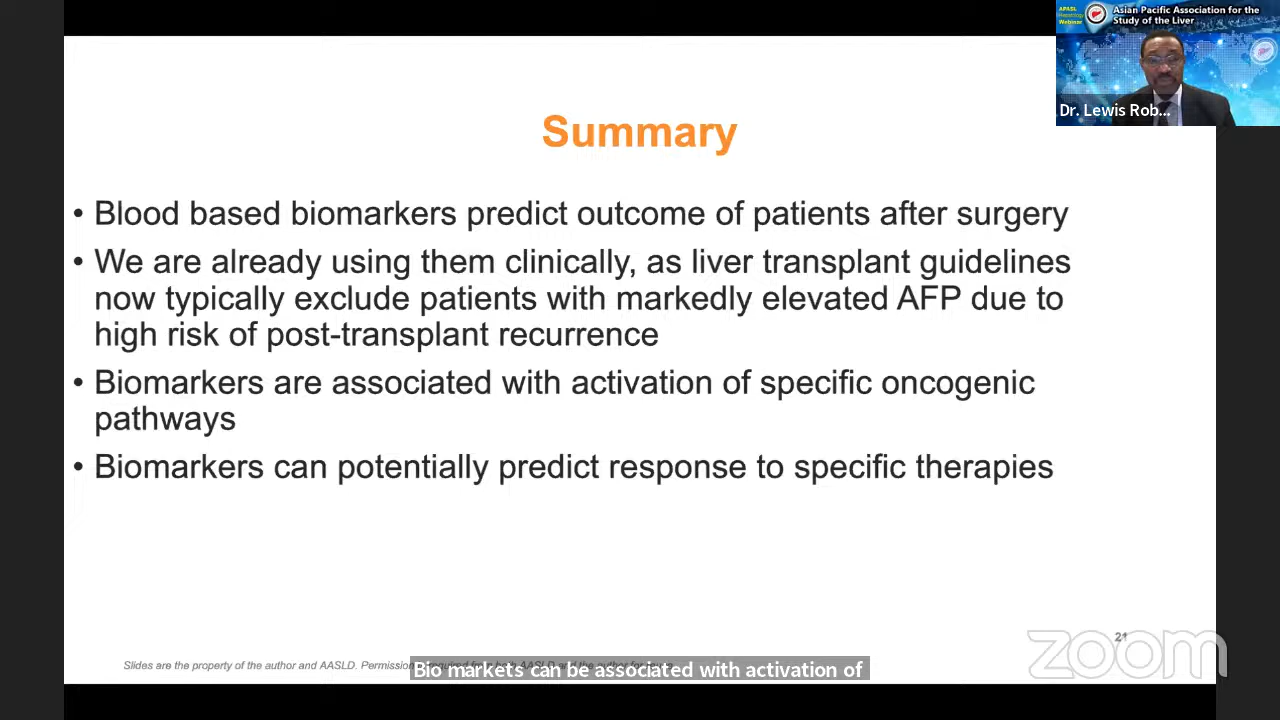 APASL
Hepatology
Webinar
Asian Pacific Association for the
Study of the Liver
Dr. Lewis Rob...
Summary
• Blood based biomarkers predict outcome of patients after surgery
• We are already using them clinically, as liver transplant guidelines
now typically exclude patients with markedly elevated AFP due to
high risk of post-transplant recurrence
• Biomarkers are associated with activation of specific oncogenic
pathways
• Biomarkers can potentially predict response to specific therapies
21
zoom
Slides are the property of the author and AASLD. Permission
Bio markets can be associated with activation of